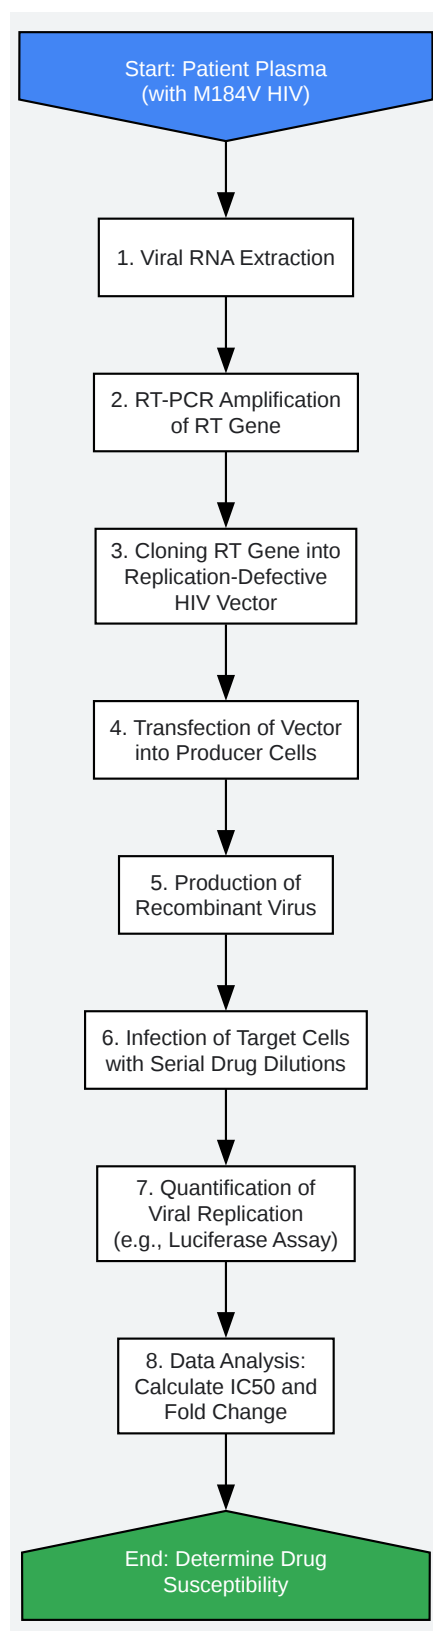 Start: Patient Plasma
(with M184V HIV)
1. Viral RNA Extraction
2. RT-PCR Amplification
of RT Gene
3. Cloning RT Gene into
Replication-Defective
HIV Vector
4. Transfection of Vector
into Producer Cells
5. Production of
Recombinant Virus
6. Infection of Target Cells
with Serial Drug Dilutions
7. Quantification of
Viral Replication
(e.g., Luciferase Assay)
8. Data Analysis:
Calculate IC50 and
Fold Change
End: Determine Drug
Susceptibility